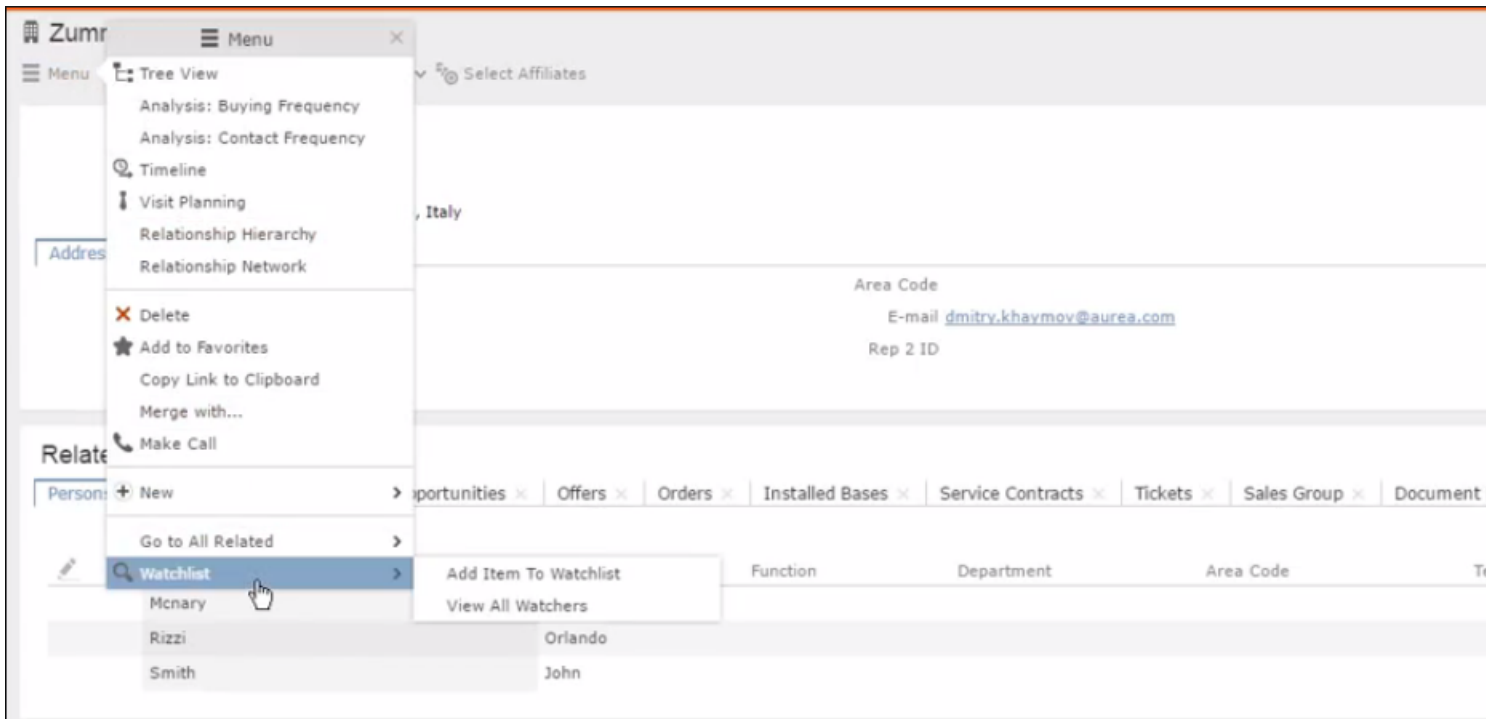 Zumr
Menu
Menu
Select Affiliates
Tree View
Analysis: Buying Frequency
Analysis: Contact Frequency
Timeline
Visit Planning
Relationship Hierarchy
Relationship Network
Delete
Add to Favorites
Copy Link to Clipboard
Merge with...
Make Call
New
Go to All Related
Watchlist
Add Item To Watchlist
View All Watchers
, Italy
Addres
Area Code
E-mail dmitry.khaymov@aurea.com
Rep 2 ID
Relate
Persons pportunities Offers Orders Installed Bases Service Contracts Tickets Sales Group Document
Function Department Area Code Te
Mcnary
Rizzi Orlando
Smith John